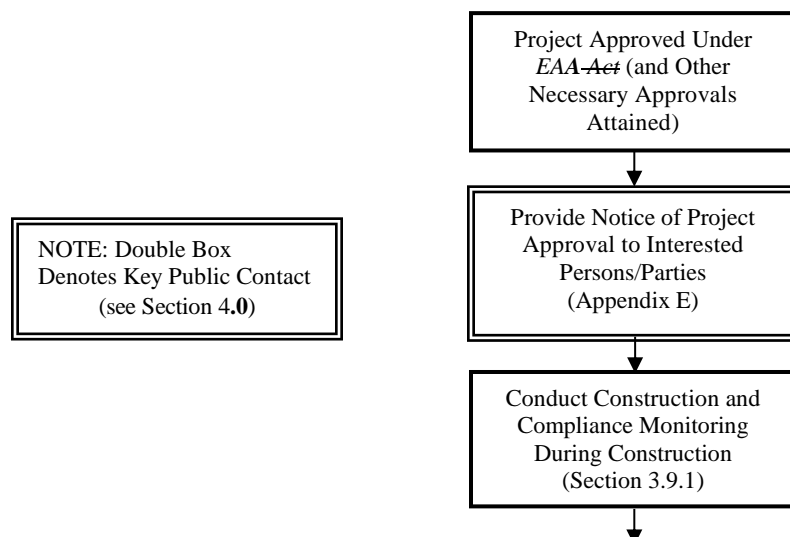 Project Approved Under
EAA Act (and Other
Necessary Approvals
Attained)
NOTE: Double Box
Denotes Key Public Contact
(see Section 4.0)
Provide Notice of Project
Approval to Interested
Persons/Parties
(Appendix E)
Conduct Construction and
Compliance Monitoring
During Construction
(Section 3.9.1)